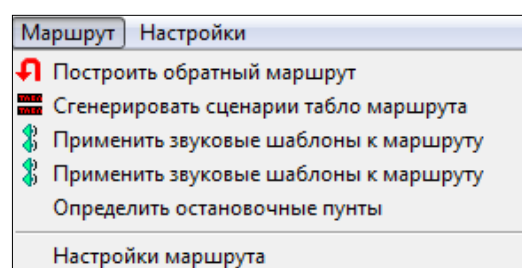 Маршрут Настройки
Построить обратный маршрут
Сгенерировать сценарии табло маршрута
Применить звуковые шаблоны к маршруту
Применить звуковые шаблоны к маршруту
Определить остановочные пунты
Настройки маршрута